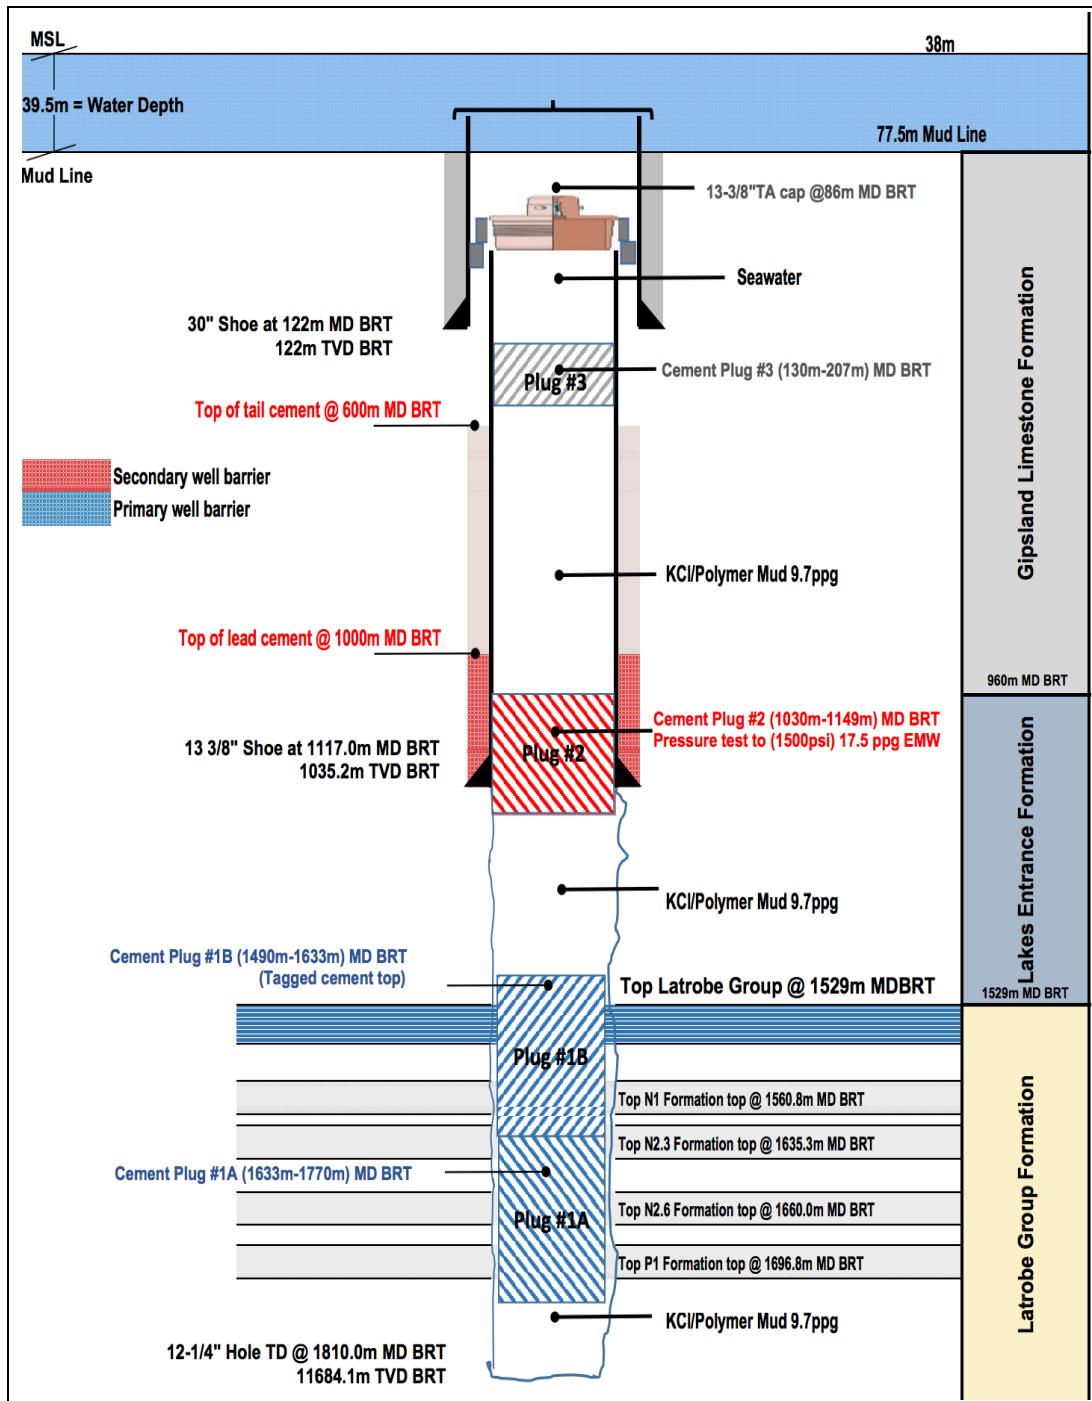 MSL
38m
39.5m = Water Depth
77.5m Mud Line
Mud Line
13-3/8"TA cap @86m MD BRT
Seawater
30" Shoe at 122m MD BRT
122m TVD BRT
Plug #3
Cement Plug #3 (130m-207m) MD BRT
Top of tail cement @ 600m MD BRT
Secondary well barrier
Primary well barrier
KCl/Polymer Mud 9.7ppg
Top of lead cement @ 1000m MD BRT
Gipsland Limestone Formation
960m MD BRT
Cement Plug #2 (1030m-1149m) MD BRT
Pressure test to (1500psi) 17.5 ppg EMW
Plug #2
13 3/8" Shoe at 1117.0m MD BRT
1035.2m TVD BRT
KCl/Polymer Mud 9.7ppg
Lakes Entrance Formation
1529m MD BRT
Cement Plug #1B (1490m-1633m) MD BRT
(Tagged cement top)
Top Latrobe Group @ 1529m MDBRT
Plug #1B
Top N1 Formation top @ 1560.8m MD BRT
Top N2.3 Formation top @ 1635.3m MD BRT
Cement Plug #1A (1633m-1770m) MD BRT
Plug #1A
Top N2.6 Formation top @ 1660.0m MD BRT
Top P1 Formation top @ 1696.8m MD BRT
Latrobe Group Formation
KCl/Polymer Mud 9.7ppg
12-1/4" Hole TD @ 1810.0m MD BRT
11684.1m TVD BRT